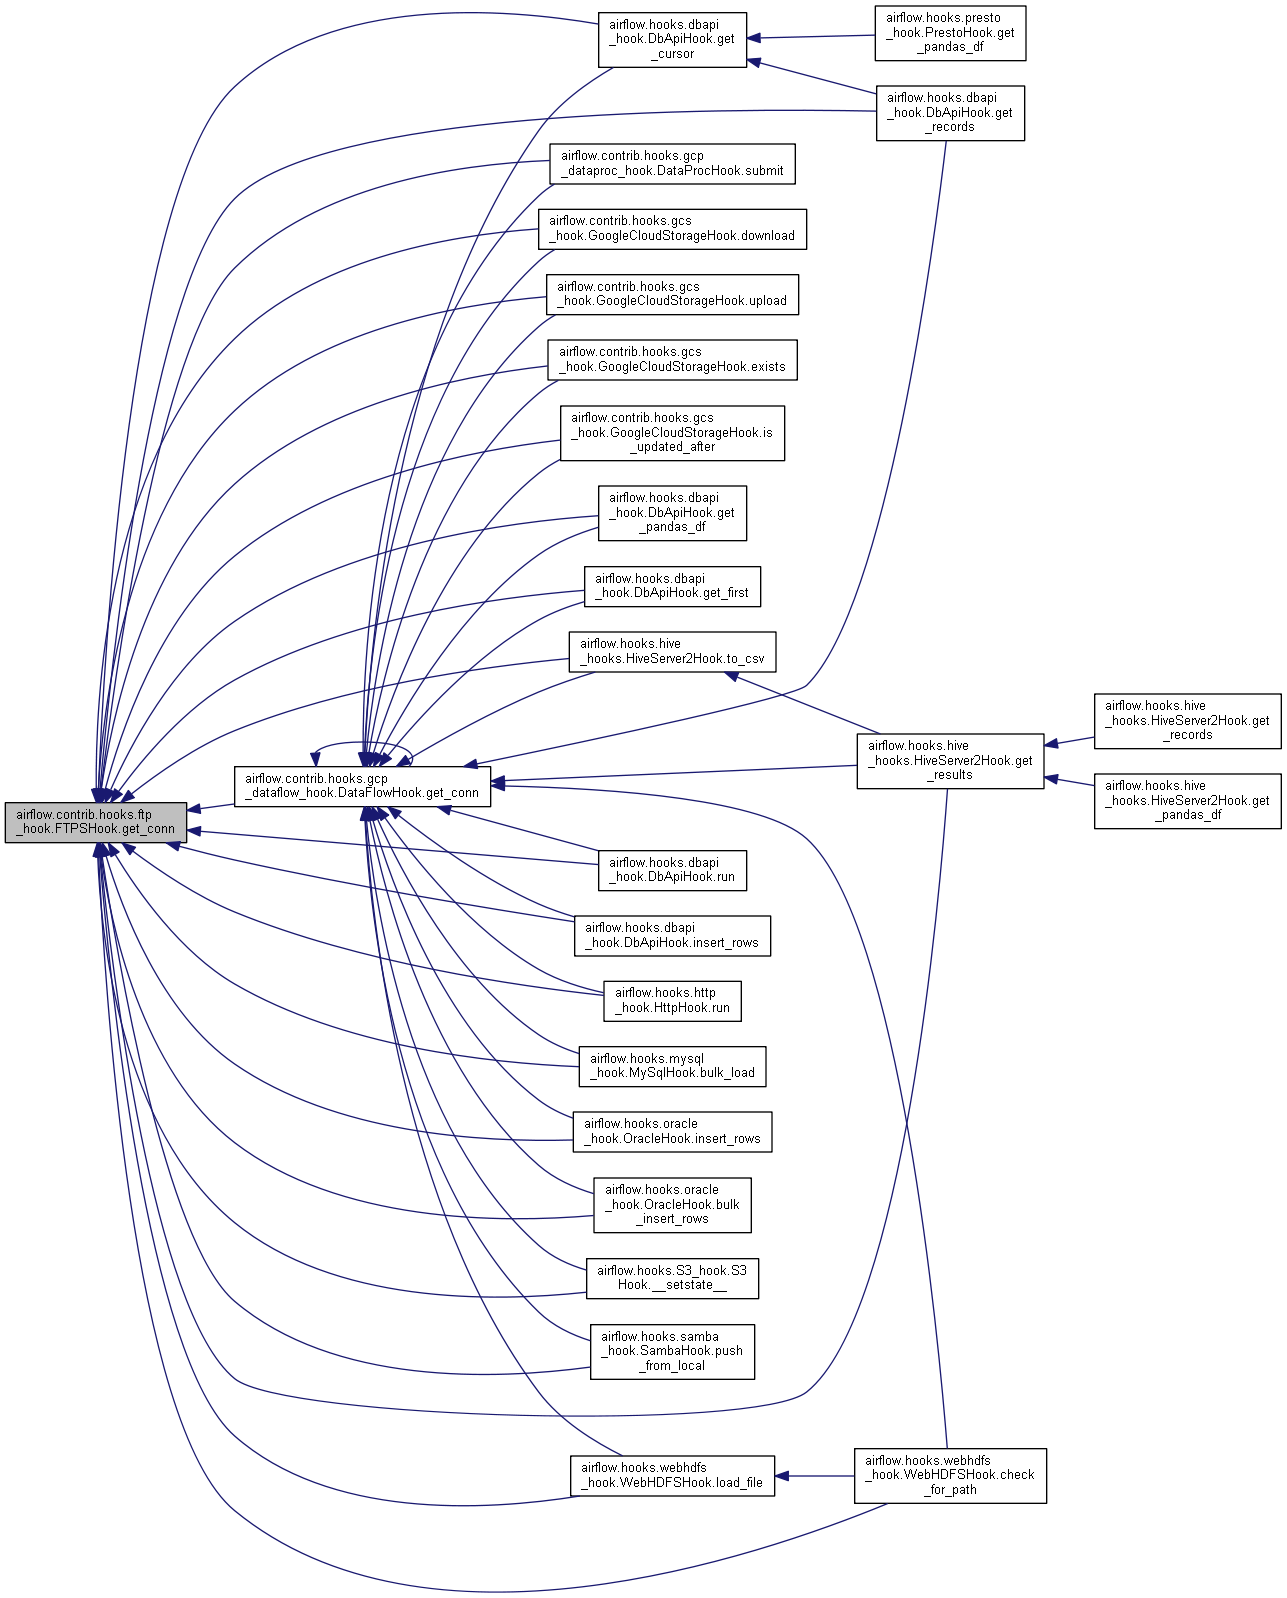 airflow.hooks.dbapi
_hook.DbApiHook.get
_cursor
airflow.hooks.presto
_hook.PrestoHook.get
_pandas_df
airflow.hooks.dbapi
_hook.DbApiHook.get
_records
airflow.contrib.hooks.gcp
_dataproc_hook.DataProcHook.submit
airflow.contrib.hooks.gcs
_hook.GoogleCloudStorageHook.download
airflow.contrib.hooks.gcs
_hook.GoogleCloudStorageHook.upload
airflow.contrib.hooks.gcs
_hook.GoogleCloudStorageHook.exists
airflow.contrib.hooks.gcs
_hook.GoogleCloudStorageHook.is
_updated_after
airflow.hooks.dbapi
_hook.DbApiHook.get
_pandas_df
airflow.hooks.dbapi
_hook.DbApiHook.get_first
airflow.hooks.hive
_hooks.HiveServer2Hook.to_csv
airflow.hooks.hive
_hooks.HiveServer2Hook.get
_results
airflow.hooks.hive
_hooks.HiveServer2Hook.get
_records
airflow.hooks.hive
_hooks.HiveServer2Hook.get
_pandas_df
airflow.contrib.hooks.gcp
_dataflow_hook.DataFlowHook.get_conn
airflow.contrib.hooks.ftp
_hook.FTPSHook.get_conn
airflow.hooks.dbapi
_hook.DbApiHook.run
airflow.hooks.dbapi
_hook.DbApiHook.insert_rows
airflow.hooks.http
_hook.HttpHook.run
airflow.hooks.mysql
_hook.MySqlHook.bulk_load
airflow.hooks.oracle
_hook.OracleHook.insert_rows
airflow.hooks.oracle
_hook.OracleHook.bulk
_insert_rows
airflow.hooks.S3_hook.S3
Hook.__setstate__
airflow.hooks.samba
_hook.SambaHook.push
_from_local
airflow.hooks.webhdfs
_hook.WebHDFSHook.load_file
airflow.hooks.webhdfs
_hook.WebHDFSHook.check
_for_path